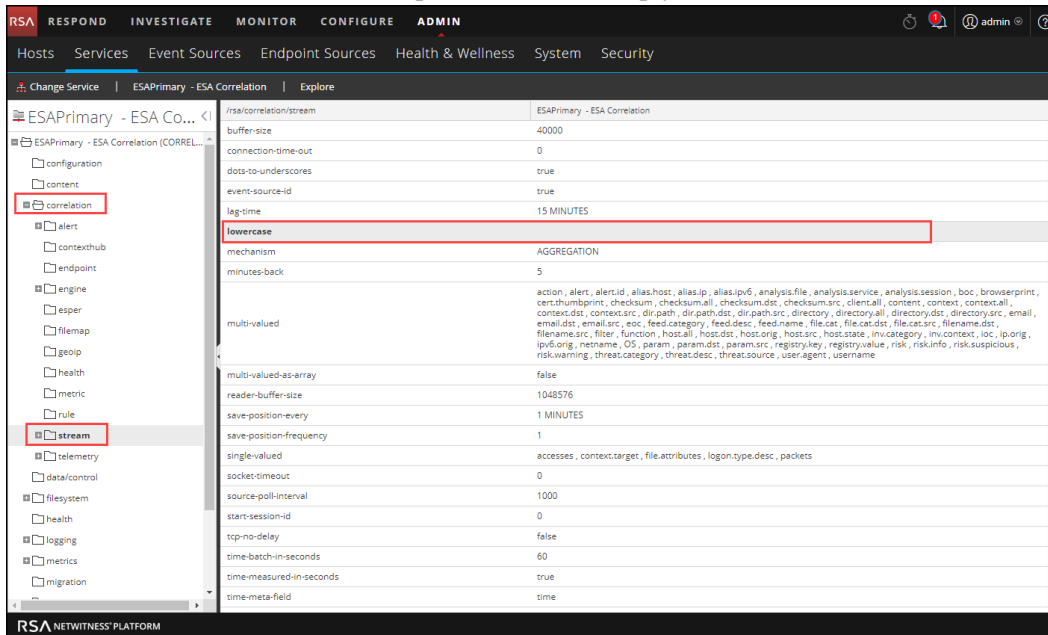 RSA RESPOND INVESTIGATE MONITOR CONFIGURE ADMIN 1 admin ?
Hosts Services Event Sources Endpoint Sources Health & Wellness System Security
Change Service | ESAPrimary - ESA Correlation | Explore
ESAPrimary - ESA Co...
ESAPrimary - ESA Correlation (CORREL...
configuration
content
correlation
alert
contexthub
endpoint
engine
esper
filemap
geoip
health
metric
rule
stream
telemetry
data/control
filesystem
health
logging
metrics
migration
/rsa/correlation/stream ESAPrimary - ESA Correlation
buffer-size 40000
connection-time-out 0
dots-to-underscores true
event-source-id true
lag-time 15 MINUTES
lowercase
mechanism AGGREGATION
minutes-back 5
multi-valued action , alert , alert.id , alias.host , alias.ip , alias.ipv6 , analysis.file , analysis.service , analysis.session , boc , browserprint ,
cert.thumbprint , checksum , checksum.all , checksum.dst , checksum.src , client.all , content , context , context.all ,
context.dst , context.src , dir.path , dir.path.dst , dir.path.src , directory , directory.all , directory.dst , directory.src , email ,
email.dst , email.src , eoc , feed.category , feed.desc , feed.name , file.cat , file.cat.dst , file.cat.src , filename.dst ,
filename.src , filter , function , host.all , host.dst , host.orig , host.src , host.state , inv.category , inv.context , ioc , ip.orig ,
ipv6.orig , netname , OS , param , param.dst , param.src , registry.key , registry.value , risk , risk.info , risk.suspicious ,
risk.warning , threat.category , threat.desc , threat.source , user.agent , username
multi-valued-as-array false
reader-buffer-size 1048576
save-position-every 1 MINUTES
save-position-frequency 1
single-valued accesses , context.target , file.attributes , logon.type.desc , packets
socket-timeout 0
source-poll-interval 1000
start-session-id 0
tcp-no-delay false
time-batch-in-seconds 60
time-measured-in-seconds true
time-meta-field time
RSA NETWITNESS® PLATFORM